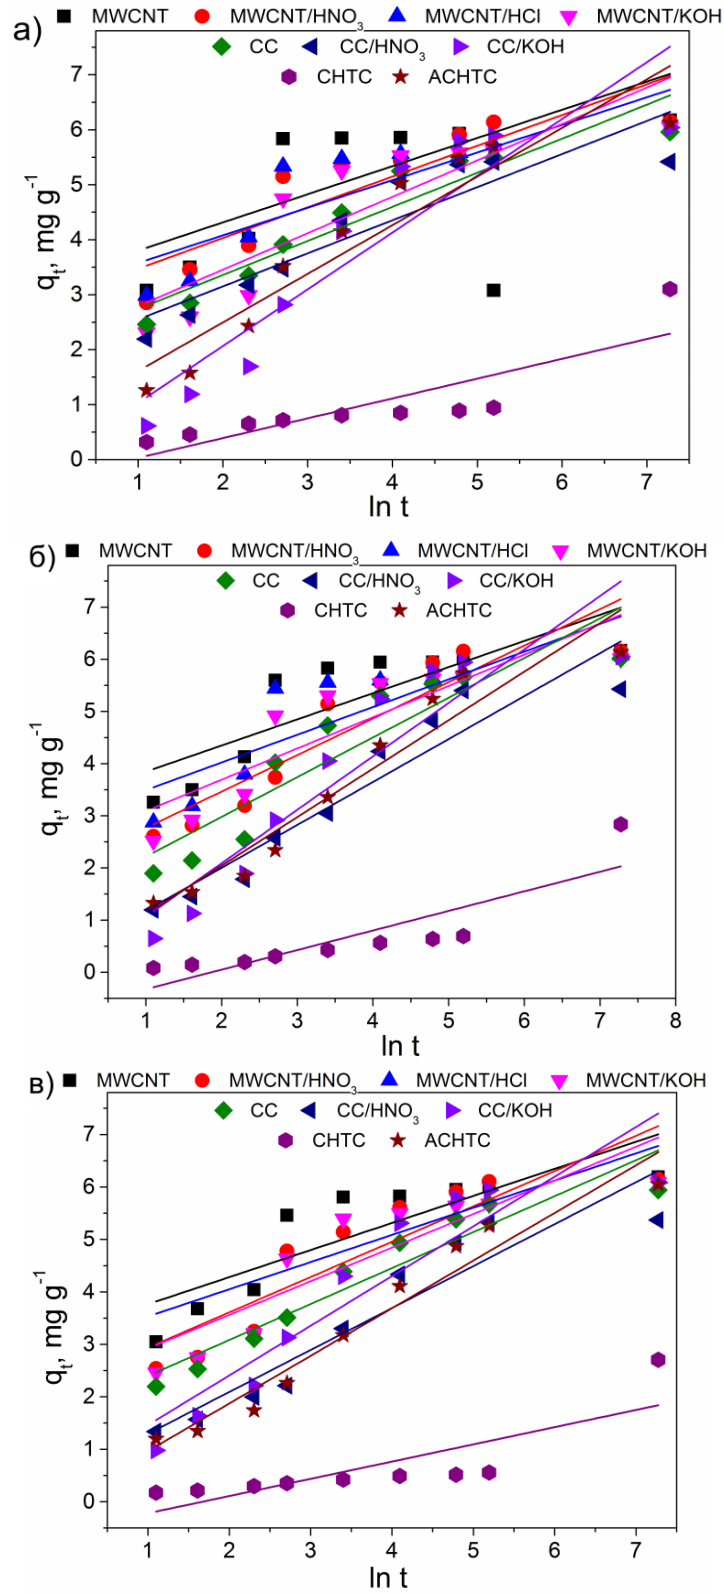 а)
MWCNT MWCNT/HNO₃ MWCNT/HCl MWCNT/KOH
CC CC/HNO₃ CC/KOH
CHTC ACHTC
qₜ, mg g⁻¹
7
6
5
4
3
2
1
0
1 2 3 4 5 6 7
ln t
б)
MWCNT MWCNT/HNO₃ MWCNT/HCl MWCNT/KOH
CC CC/HNO₃ CC/KOH
CHTC ACHTC
qₜ, mg g⁻¹
7
6
5
4
3
2
1
0
1 2 3 4 5 6 7 8
ln t
в)
MWCNT MWCNT/HNO₃ MWCNT/HCl MWCNT/KOH
CC CC/HNO₃ CC/KOH
CHTC ACHTC
qₜ, mg g⁻¹
7
6
5
4
3
2
1
0
1 2 3 4 5 6 7
ln t